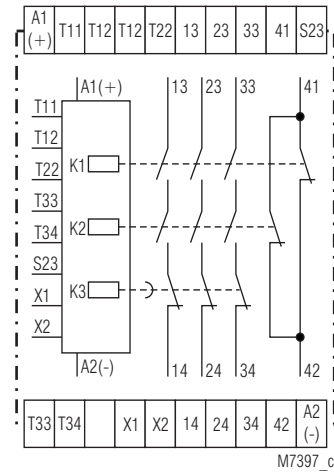 A1 (+) T11 T12 T12 T22 13 23 33 41 S23
A1(+) 13 23 33 41
T11
T12
T22 K1
T33
T34 K2
S23
X1 K3
X2
A2(-) 14 24 34 42
T33 T34 X1 X2 14 24 34 42 A2 (-)
M7397_c